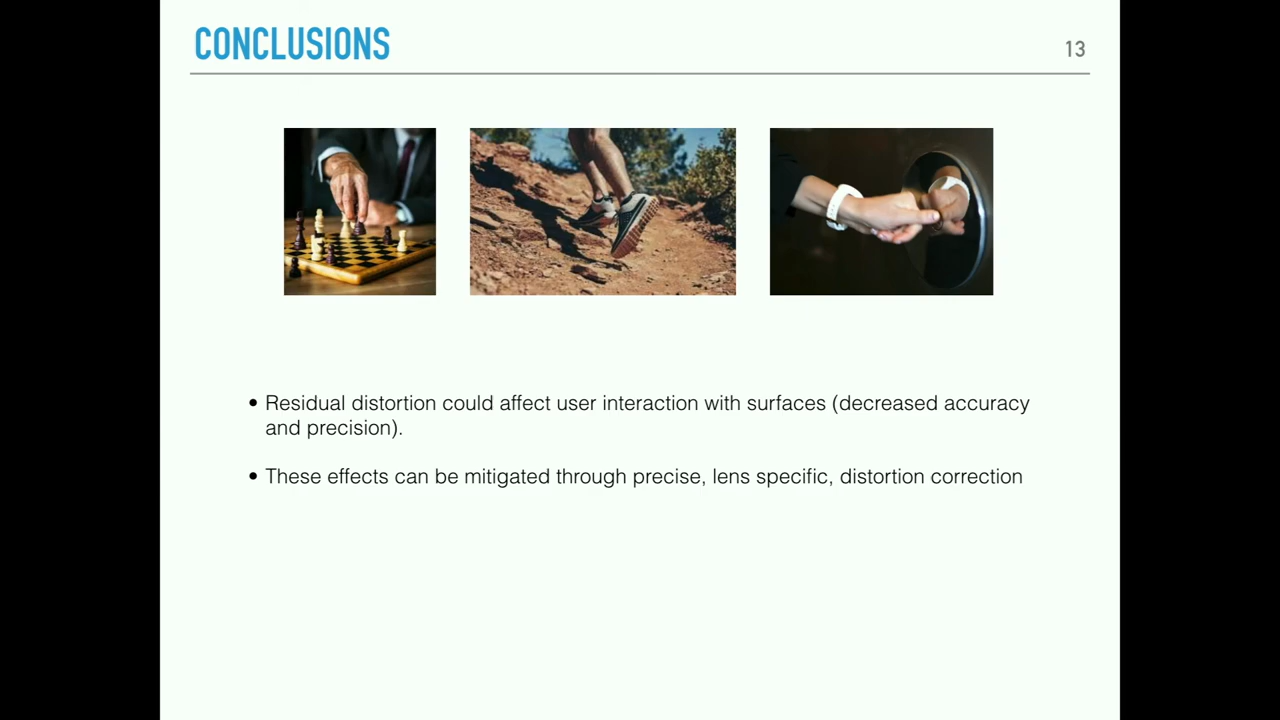 CONCLUSIONS
13
• Residual distortion could affect user interaction with surfaces (decreased accuracy
and precision).
• These effects can be mitigated through precise, lens specific, distortion correction